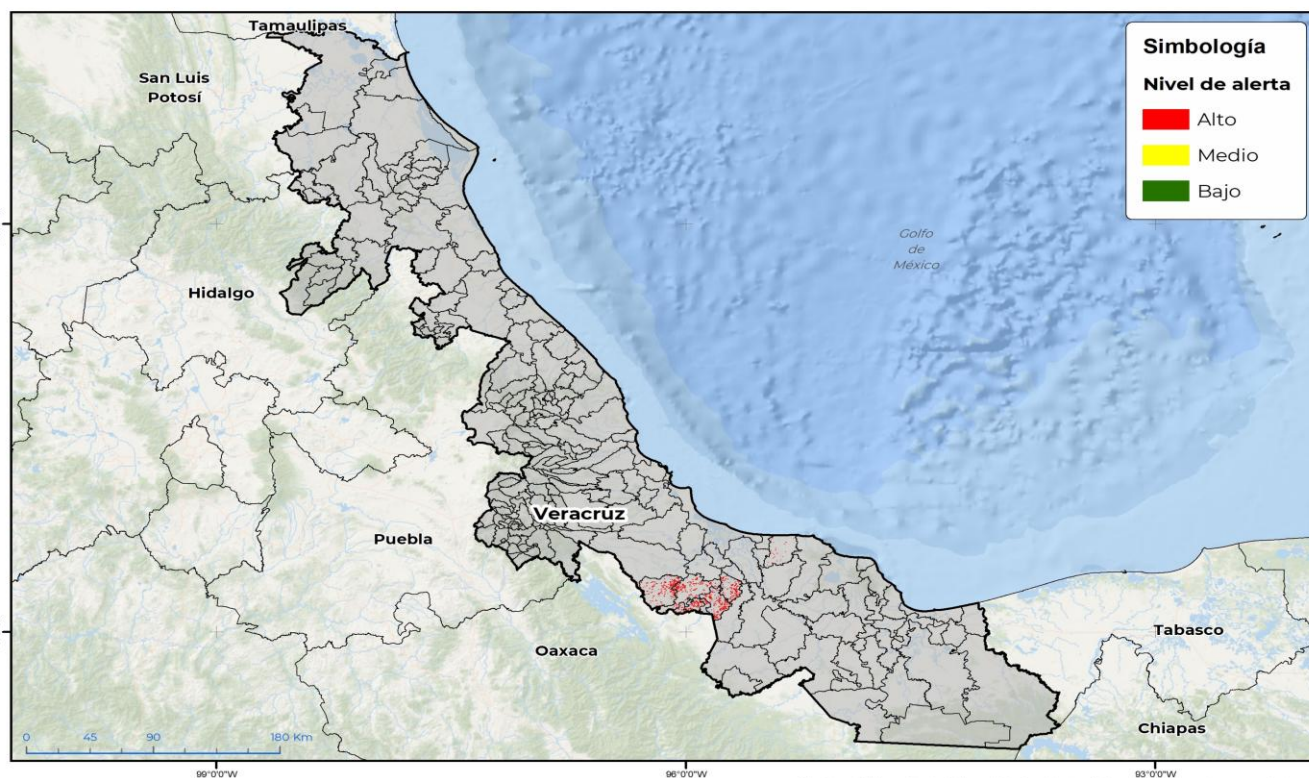 Tamaulipas
San Luis
Potosí
Hidalgo
Puebla
Veracruz
Oaxaca
Tabasco
Chiapas
Golfo
de
México
Simbología
Nivel de alerta
Alto
Medio
Bajo
0 45 90 180 Km
99°0'0"W 96°0'0"W 93°0'0"W